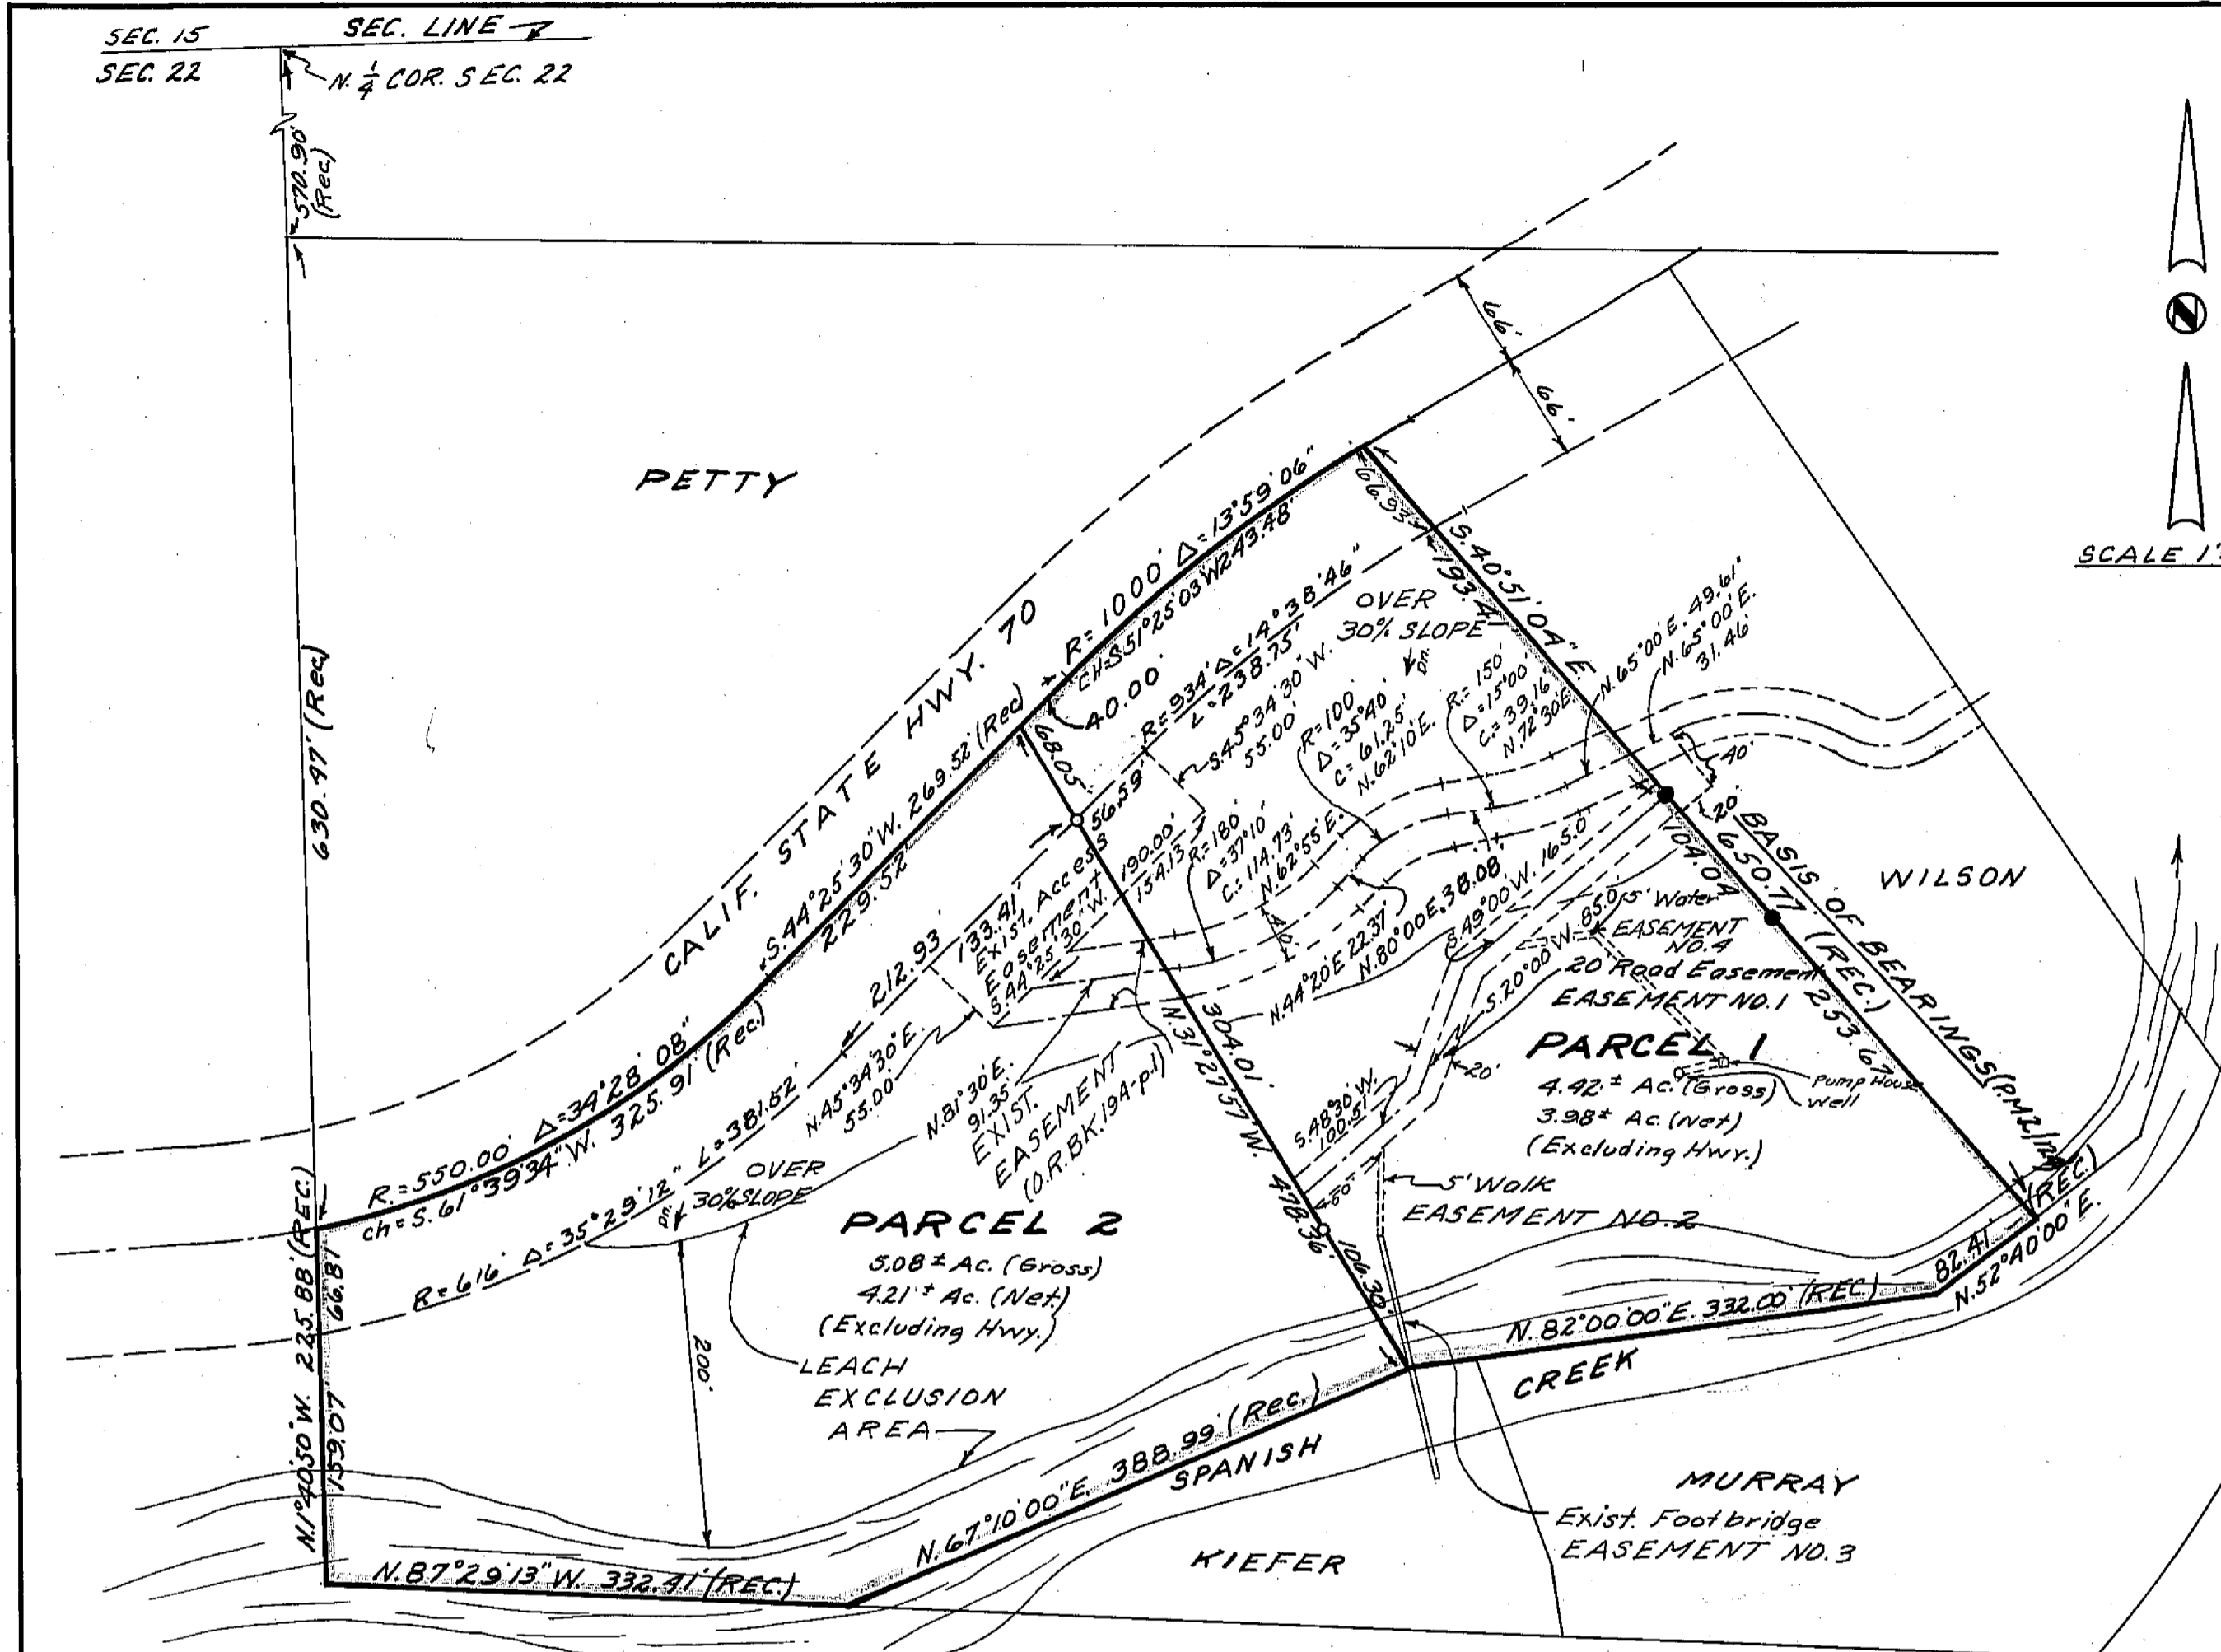 SEC. 15
SEC. LINE
SEC. 22
N. 1/4 COR. SEC. 22
570.90'
(Rec.)
66'
66'
PETTY
SCALE 1"
630.47' (Rec.)
CALIF. STATE HWY. 70
R=1000' Δ=13°59'06"
CH=S51°25'03"W 243.48'
66.93'
S.40°51'04"E.
193.41'
R=934' Δ=14°38'46"
L=238.75'
40.00'
OVER
30% SLOPE
Dn.
S.45°34'30"W.
55.00'
R=100'
Δ=35°40'
C=61.25'
N.62°10'E.
R=150'
Δ=15°00'
C=39.16'
N.72°30'E.
N.65°00'E. 49.61'
N.65°00'E.
31.46'
40'
20'
68.05'
56.59'
S.44°25'30"W. 269.52' (Rec.)
229.52'
212.93'
133.41'
Exist. Access
Easement
S.44°25'30"W. 190.00'
154.13'
R=180'
Δ=37°10'
C=114.73'
N.62°55'E.
40'
N.44°20'E. 22.37'
N.80°00'E. 38.08'
S.49°00'W. 165.0'
104.04'
BASIS OF BEARINGS (P.M.2/
650.77' (REC.)
253.67'
WILSON
S.20°00'W. 85.0'
5' Water
EASEMENT
NO.4
20 Road Easement
EASEMENT NO.1
PARCEL 1
4.42± Ac. (Gross)
3.98± Ac. (Net)
(Excluding Hwy.)
Pump House
Well
20'
S.48°30'W.
100.51'
304.01'
N.31°27'57"W. 478.36'
106.30'
5' Walk
EASEMENT NO.2
R.=550.00' Δ=34°28'08"
ch=S.61°39'34"W. 325.91' (Rec.)
R=616' Δ=35°29'12" L=381.52'
N.45°34'30"E.
55.00'
N.81°30'E.
91.35'
EXIST.
EASEMENT
(O.R.BK.194-p.1)
OVER
30% SLOPE
Dn.
PARCEL 2
5.08± Ac. (Gross)
4.21± Ac. (Net)
(Excluding Hwy.)
LEACH
EXCLUSION
AREA
200'
N.1°40'50"W. 225.88' (REC.)
66.81'
159.07'
N.87°29'13"W. 332.41' (REC.)
N.67°10'00"E. 388.99' (Rec.)
N.82°00'00"E. 332.00' (REC.)
82.41' (REC.)
N.52°40'00"E.
SPANISH
CREEK
KIEFER
MURRAY
Exist. Footbridge
EASEMENT NO.3